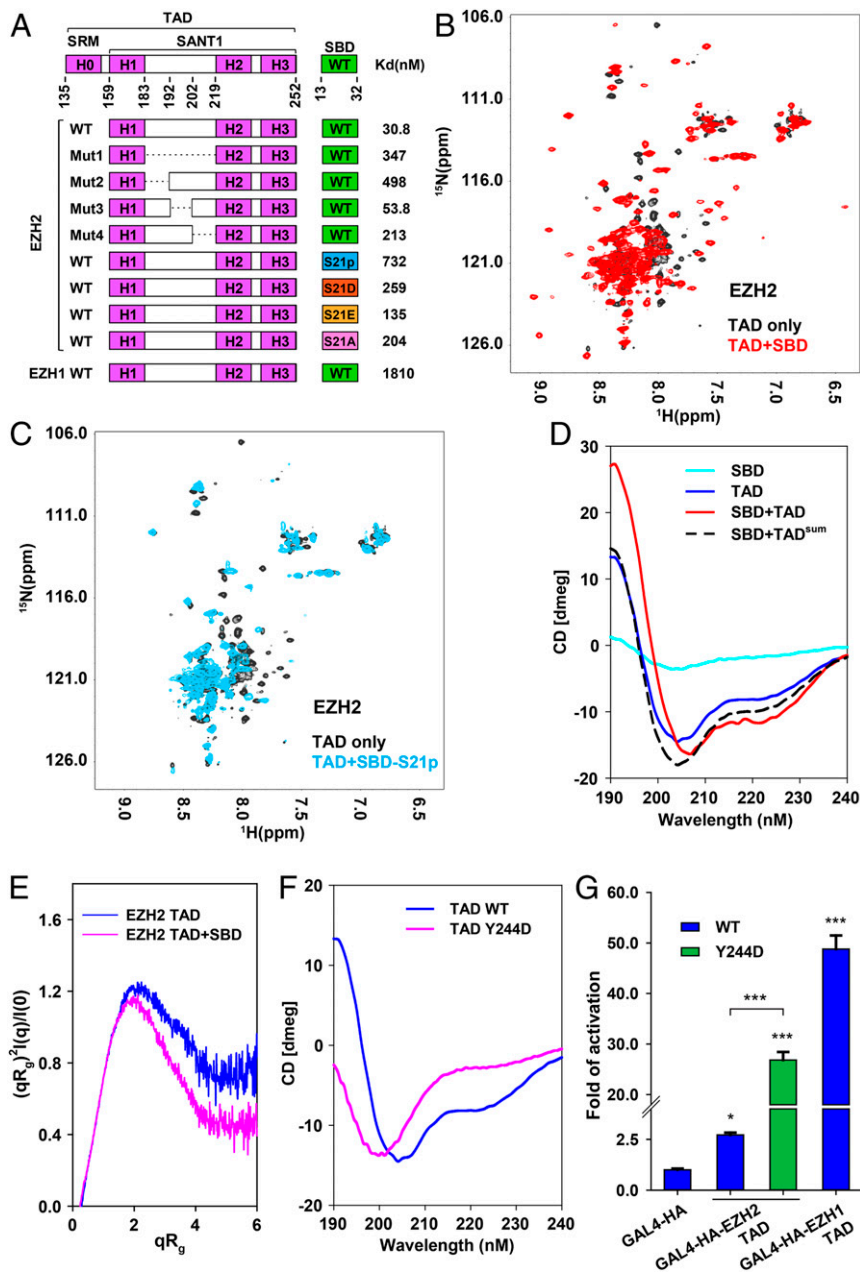 A
TAD
SRM SANT1 SBD
H0 H1 H2 H3 WT Kd(nM)
135 159 183 192 202 219 252 13 32
EZH2
WT H1 H2 H3 WT 30.8
Mut1 H1 H2 H3 WT 347
Mut2 H1 H2 H3 WT 498
Mut3 H1 H2 H3 WT 53.8
Mut4 H1 H2 H3 WT 213
WT H1 H2 H3 S21p 732
WT H1 H2 H3 S21D 259
WT H1 H2 H3 S21E 135
WT H1 H2 H3 S21A 204
EZH1 WT H1 H2 H3 WT 1810
B
106.0
111.0
116.0
121.0
126.0
15N(ppm)
EZH2
TAD only
TAD+SBD
9.0 8.5 8.0 7.5 7.0 6.5
1H(ppm)
C
106.0
111.0
116.0
121.0
126.0
15N(ppm)
EZH2
TAD only
TAD+SBD-S21p
9.0 8.5 8.0 7.5 7.0 6.5
1H(ppm)
D
30
20
10
0
-10
-20
CD [dmeg]
SBD
TAD
SBD+TAD
SBD+TADsum
190 200 210 220 230 240
Wavelength (nM)
E
1.6
1.2
0.8
0.4
0.0
(qRg)2I(q)/I(0)
EZH2 TAD
EZH2 TAD+SBD
0 2 4 6
qRg
F
20
10
0
-10
-20
CD [dmeg]
TAD WT
TAD Y244D
190 200 210 220 230 240
Wavelength (nM)
G
60.0
50.0
40.0
30.0
20.0
2.5
0.0
Fold of activation
WT
Y244D
***
***
***
*
GAL4-HA
GAL4-HA-EZH2
TAD
GAL4-HA-EZH1
TAD